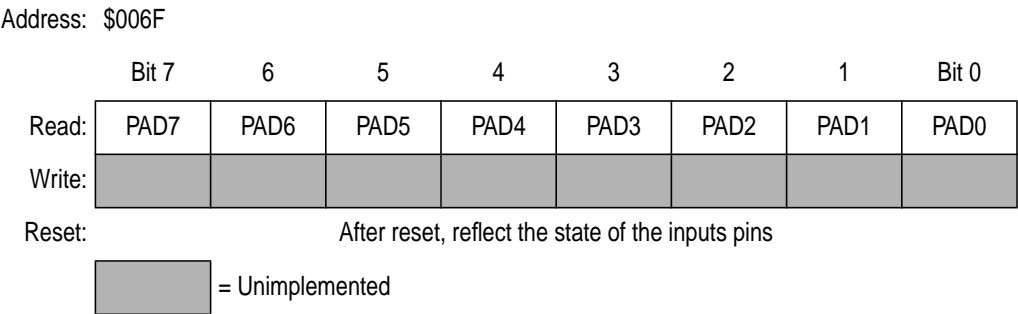 Address: $006F
Bit 7 6 5 4 3 2 1 Bit 0
Read: PAD7 PAD6 PAD5 PAD4 PAD3 PAD2 PAD1 PAD0
Write:
Reset: After reset, reflect the state of the inputs pins
= Unimplemented